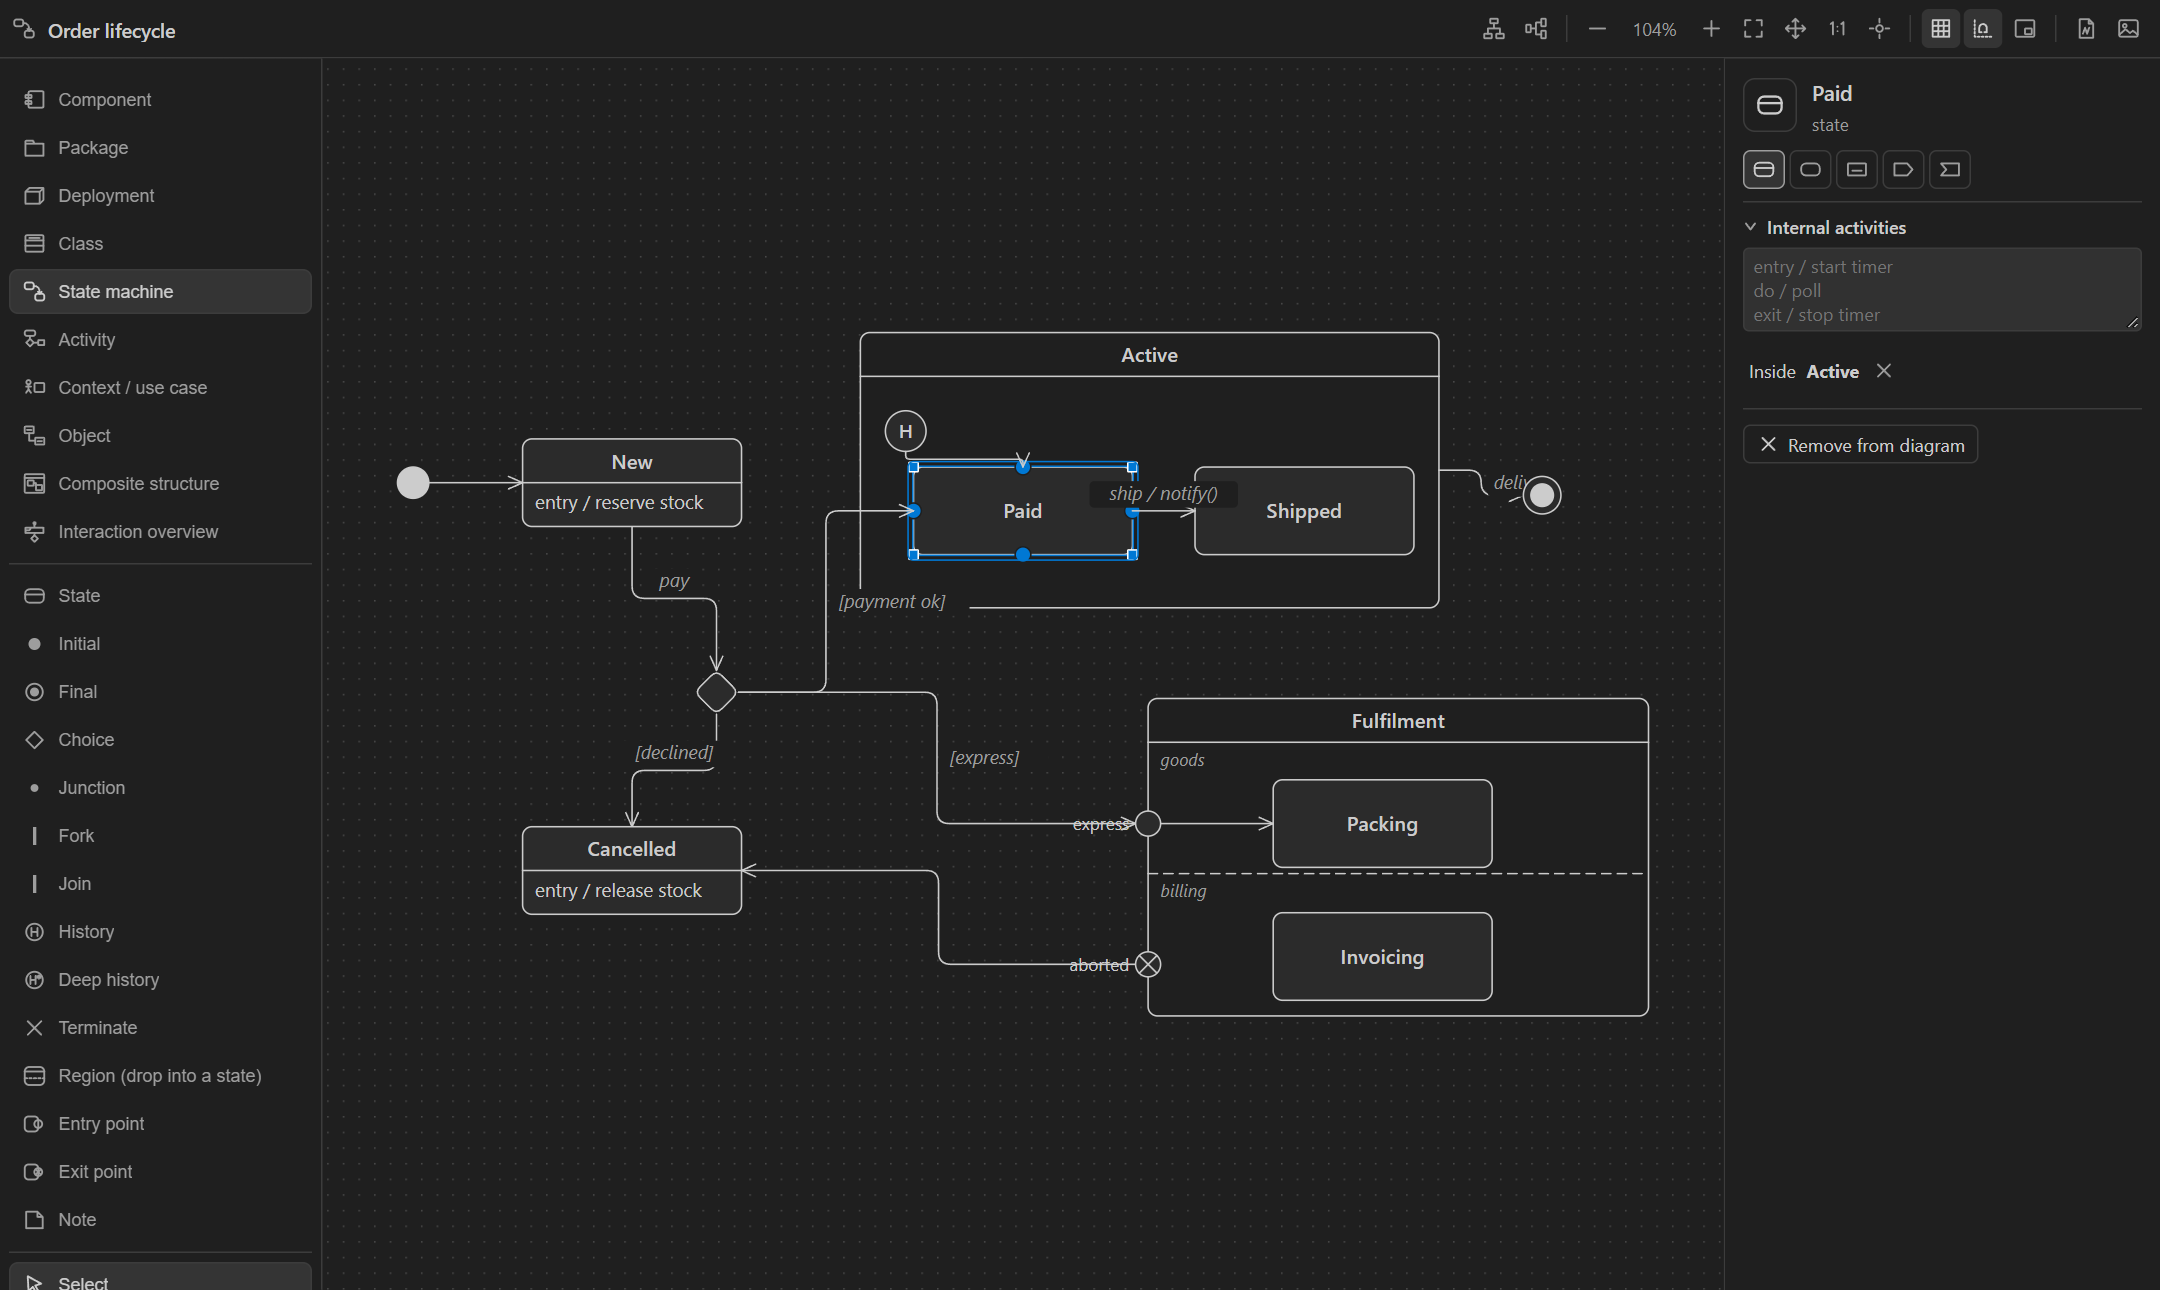 Order lifecycle
104%
1:1
Component
Package
Deployment
Class
State machine
Activity
Context / use case
Object
Composite structure
Interaction overview
State
Initial
Final
Choice
Junction
Fork
Join
History
Deep history
Terminate
Region (drop into a state)
Entry point
Exit point
Note
Select
Active
H
New
entry / reserve stock
Paid
ship / notify()
Shipped
pay
[payment ok]
[declined]
[express]
Cancelled
entry / release stock
Fulfilment
goods
express
Packing
billing
aborted
Invoicing
Paid
state
Internal activities
entry / start timer
do / poll
exit / stop timer
Inside Active
Remove from diagram